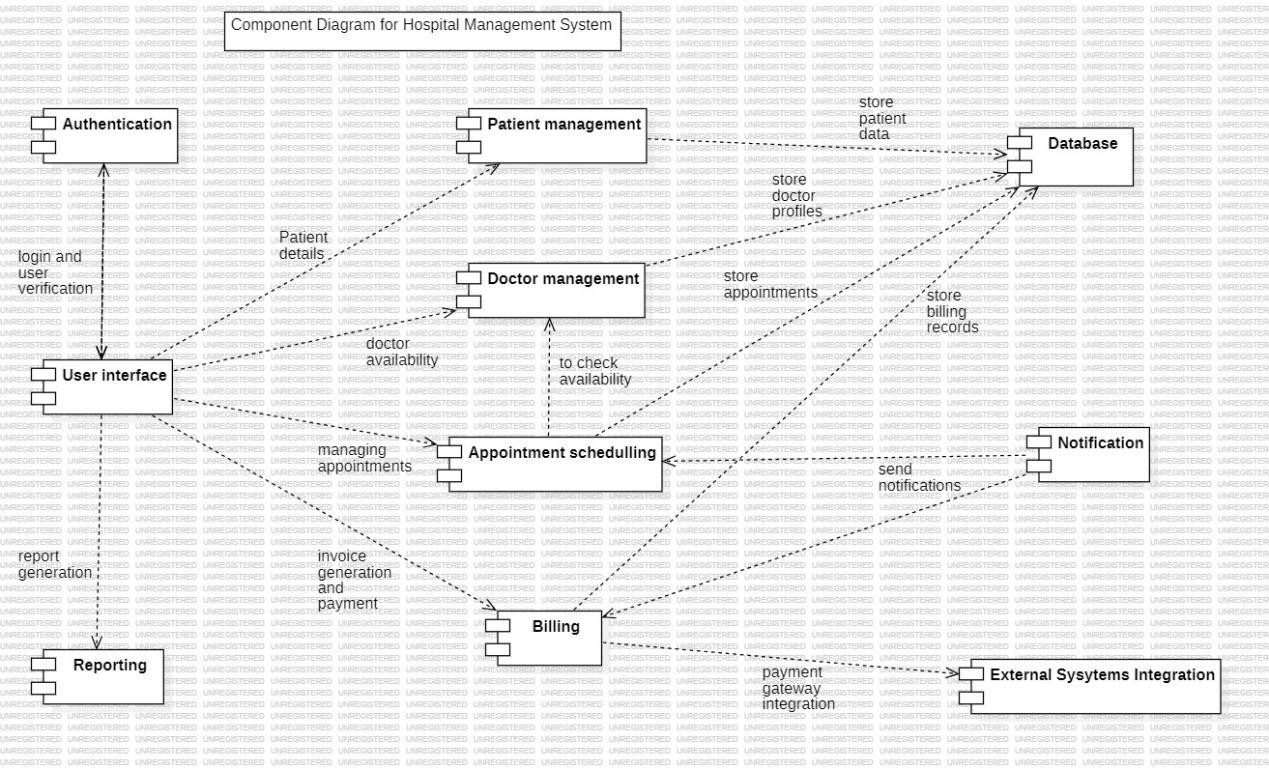 Component Diagram for Hospital Management System
Authentication
Patient management
store
patient
data
Database
store
doctor
profiles
login and
user
verification
Patient
details
Doctor management
store
appointments
store
billing
records
doctor
availability
to check
availability
User interface
managing
appointments
Appointment schedulling
Notification
send
notifications
report
generation
invoice
generation
and
payment
Billing
Reporting
payment
gateway
integration
External Sysytems Integration
UNREGISTERED